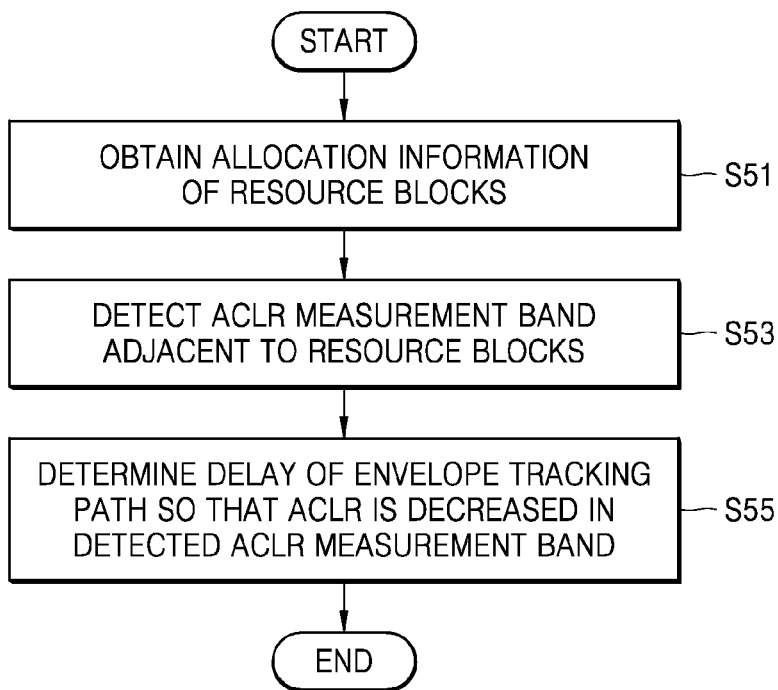 START
OBTAIN ALLOCATION INFORMATION
OF RESOURCE BLOCKS
S51
DETECT ACLR MEASUREMENT BAND
ADJACENT TO RESOURCE BLOCKS
S53
DETERMINE DELAY OF ENVELOPE TRACKING
PATH SO THAT ACLR IS DECREASED IN
DETECTED ACLR MEASUREMENT BAND
S55
END